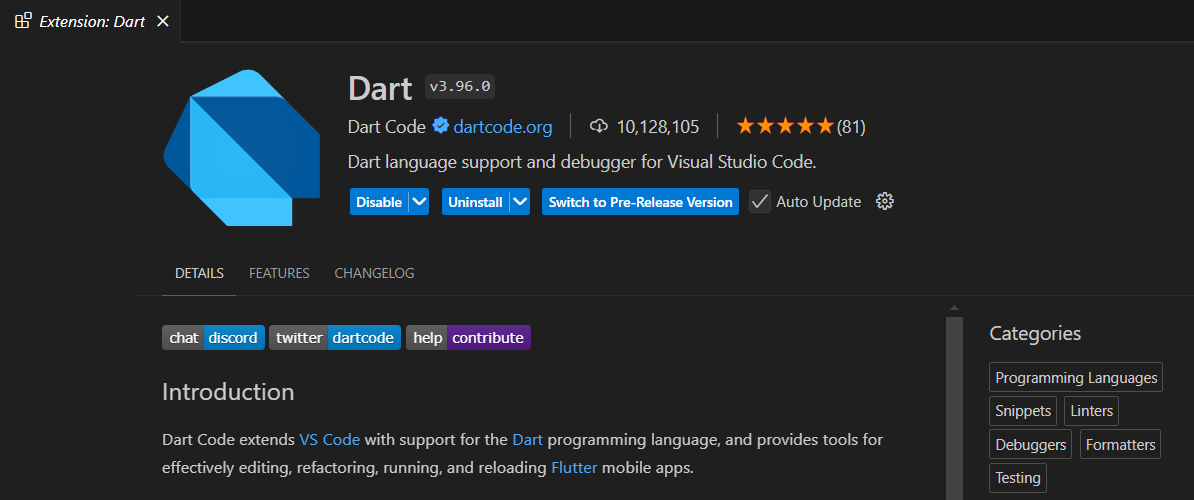 Extension: Dart
Dart v3.96.0
Dart Code dartcode.org 10,128,105 (81)
Dart language support and debugger for Visual Studio Code.
Disable Uninstall Switch to Pre-Release Version Auto Update
DETAILS FEATURES CHANGELOG
chat discord twitter dartcode help contribute
Introduction
Dart Code extends VS Code with support for the Dart programming language, and provides tools for
effectively editing, refactoring, running, and reloading Flutter mobile apps.
Categories
Programming Languages
Snippets Linters
Debuggers Formatters
Testing